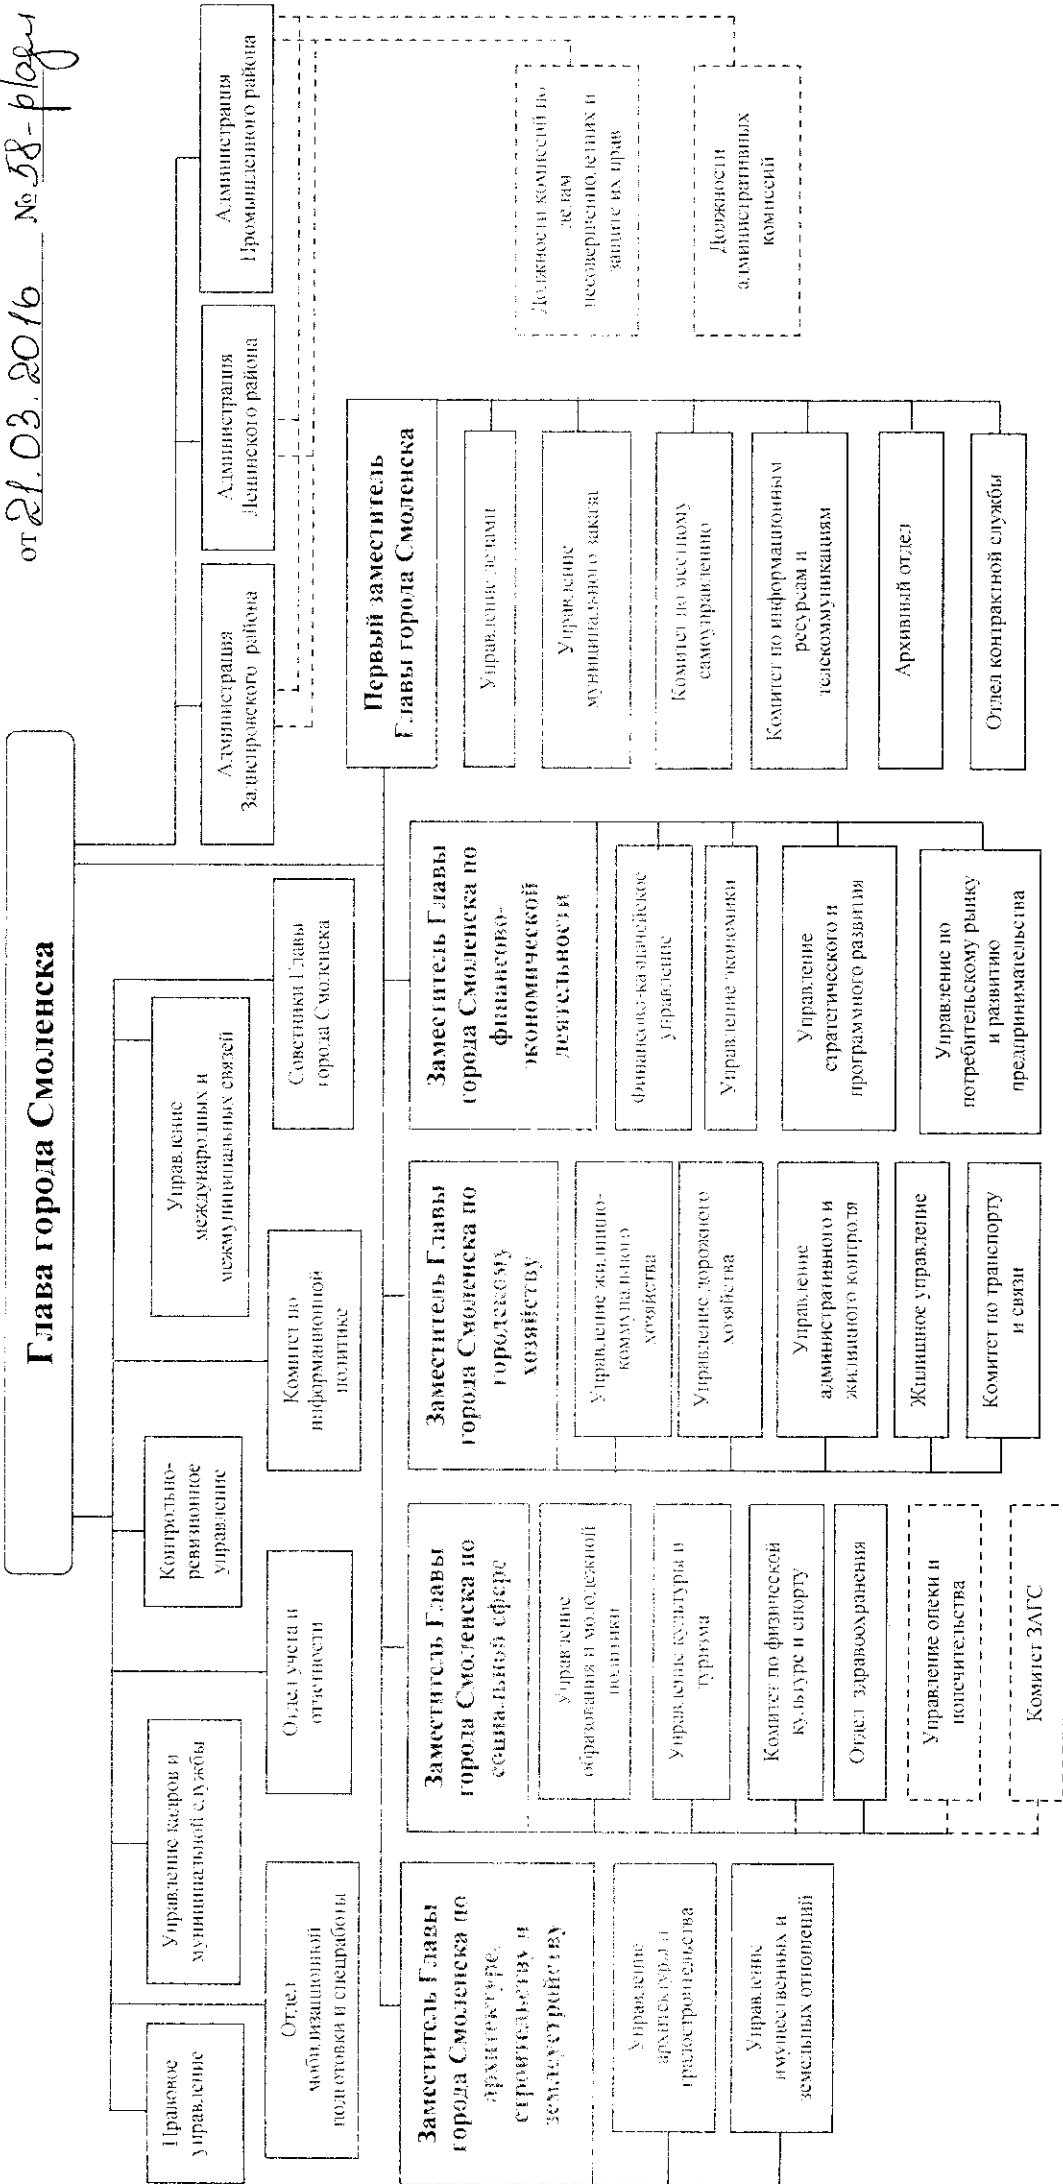 от 21.03.2016 № 58-р/адм
Глава города Смоленска
Правовое
управление
Управление кадров и
муниципальной службы
Контрольно-
ревизионное
управление
Управление
международных и
межмуниципальных связей
Отдел
мобилизационной
подготовки и спецработы
Отдел учета и
отчетности
Комитет по
информационной
политике
Советники Главы
города Смоленска
Администрация
Заднепровского района
Администрация
Ленинского района
Администрация
Промышленного района
Должности комиссий по
делам
несовершеннолетних и
защите их прав
Должности
административных
комиссий
Заместитель Главы
города Смоленска по
архитектуре,
строительству и
землеустройству
Управление
архитектуры и
градостроительства
Управление
имущественных и
земельных отношений
Заместитель Главы
города Смоленска по
социальной сфере
Управление
образования и молодежной
политики
Управление культуры и
туризма
Комитет по физической
культуре и спорту
Отдел здравоохранения
Управление опеки и
попечительства
Комитет ЗАГС
Заместитель Главы
города Смоленска по
городскому
хозяйству
Управление жилищно-
коммунального
хозяйства
Управление дорожного
хозяйства
Управление
административного и
жилищного контроля
Жилищное управление
Комитет по транспорту
и связи
Заместитель Главы
города Смоленска по
финансово-
экономической
деятельности
Финансово-казначейское
управление
Управление экономики
Управление
стратегического и
программного развития
Управление по
потребительскому рынку
и развитию
предпринимательства
Первый заместитель
Главы города Смоленска
Управление делами
Управление
муниципального заказа
Комитет по местному
самоуправлению
Комитет по информационным
ресурсам и
телекоммуникациям
Архивный отдел
Отдел контрактной службы